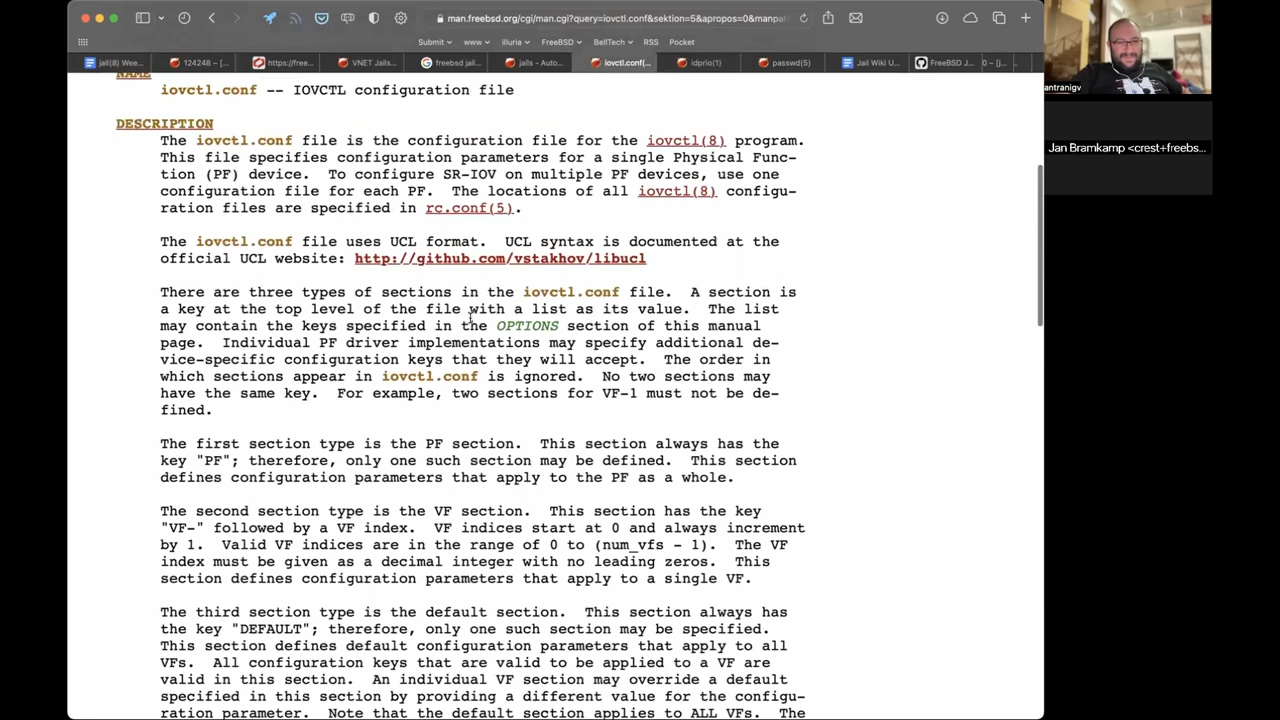 man.freebsd.org/cgi/man.cgi?query=iovctl.conf&sektion=5&apropos=0&manpat
Submit www illuria FreeBSD BellTech RSS Pocket
jail(8) Wee... 124248 – [... https://free... VNET Jails... freebsd jail... jails - Auto... iovctl.conf(... idprio(1) passwd(5) Jail Wiki U... FreeBSD J... 0 – [j...
antranigv
Jan Bramkamp <crest+freebs...
NAME
iovctl.conf -- IOVCTL configuration file
DESCRIPTION
The iovctl.conf file is the configuration file for the iovctl(8) program.
This file specifies configuration parameters for a single Physical Func-
tion (PF) device. To configure SR-IOV on multiple PF devices, use one
configuration file for each PF. The locations of all iovctl(8) configu-
ration files are specified in rc.conf(5).
The iovctl.conf file uses UCL format. UCL syntax is documented at the
official UCL website: http://github.com/vstakhov/libucl
There are three types of sections in the iovctl.conf file. A section is
a key at the top level of the file with a list as its value. The list
may contain the keys specified in the OPTIONS section of this manual
page. Individual PF driver implementations may specify additional de-
vice-specific configuration keys that they will accept. The order in
which sections appear in iovctl.conf is ignored. No two sections may
have the same key. For example, two sections for VF-1 must not be de-
fined.
The first section type is the PF section. This section always has the
key "PF"; therefore, only one such section may be defined. This section
defines configuration parameters that apply to the PF as a whole.
The second section type is the VF section. This section has the key
"VF-" followed by a VF index. VF indices start at 0 and always increment
by 1. Valid VF indices are in the range of 0 to (num_vfs - 1). The VF
index must be given as a decimal integer with no leading zeros. This
section defines configuration parameters that apply to a single VF.
The third section type is the default section. This section always has
the key "DEFAULT"; therefore, only one such section may be specified.
This section defines default configuration parameters that apply to all
VFs. All configuration keys that are valid to be applied to a VF are
valid in this section. An individual VF section may override a default
specified in this section by providing a different value for the configu-
ration parameter. Note that the default section applies to ALL VFs. The